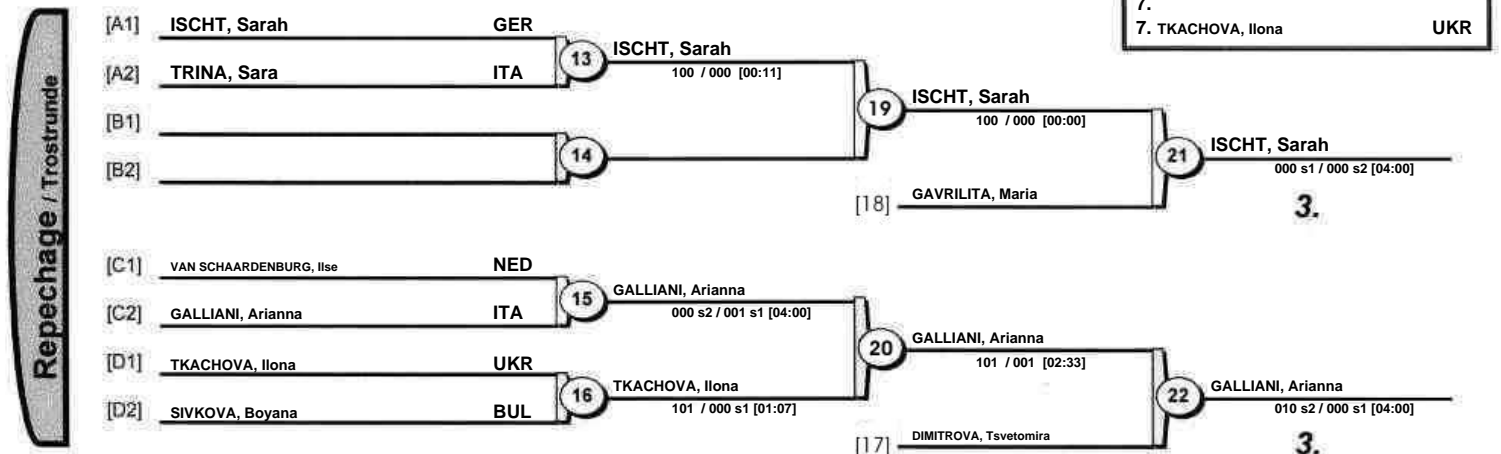 7.
7. TKACHOVA, Ilona UKR
Repechage / Trostrunde
[A1] ISCHT, Sarah GER
[A2] TRINA, Sara ITA
13
ISCHT, Sarah
100 / 000 [00:11]
[B1]
[B2]
14
19
ISCHT, Sarah
100 / 000 [00:00]
[18] GAVRILITA, Maria
21
ISCHT, Sarah
000 s1 / 000 s2 [04:00]
3.
[C1] VAN SCHAARDENBURG, Ilse NED
[C2] GALLIANI, Arianna ITA
15
GALLIANI, Arianna
000 s2 / 001 s1 [04:00]
[D1] TKACHOVA, Ilona UKR
[D2] SIVKOVA, Boyana BUL
16
TKACHOVA, Ilona
101 / 000 s1 [01:07]
20
GALLIANI, Arianna
101 / 001 [02:33]
[17] DIMITROVA, Tsvetomira
22
GALLIANI, Arianna
010 s2 / 000 s1 [04:00]
3.